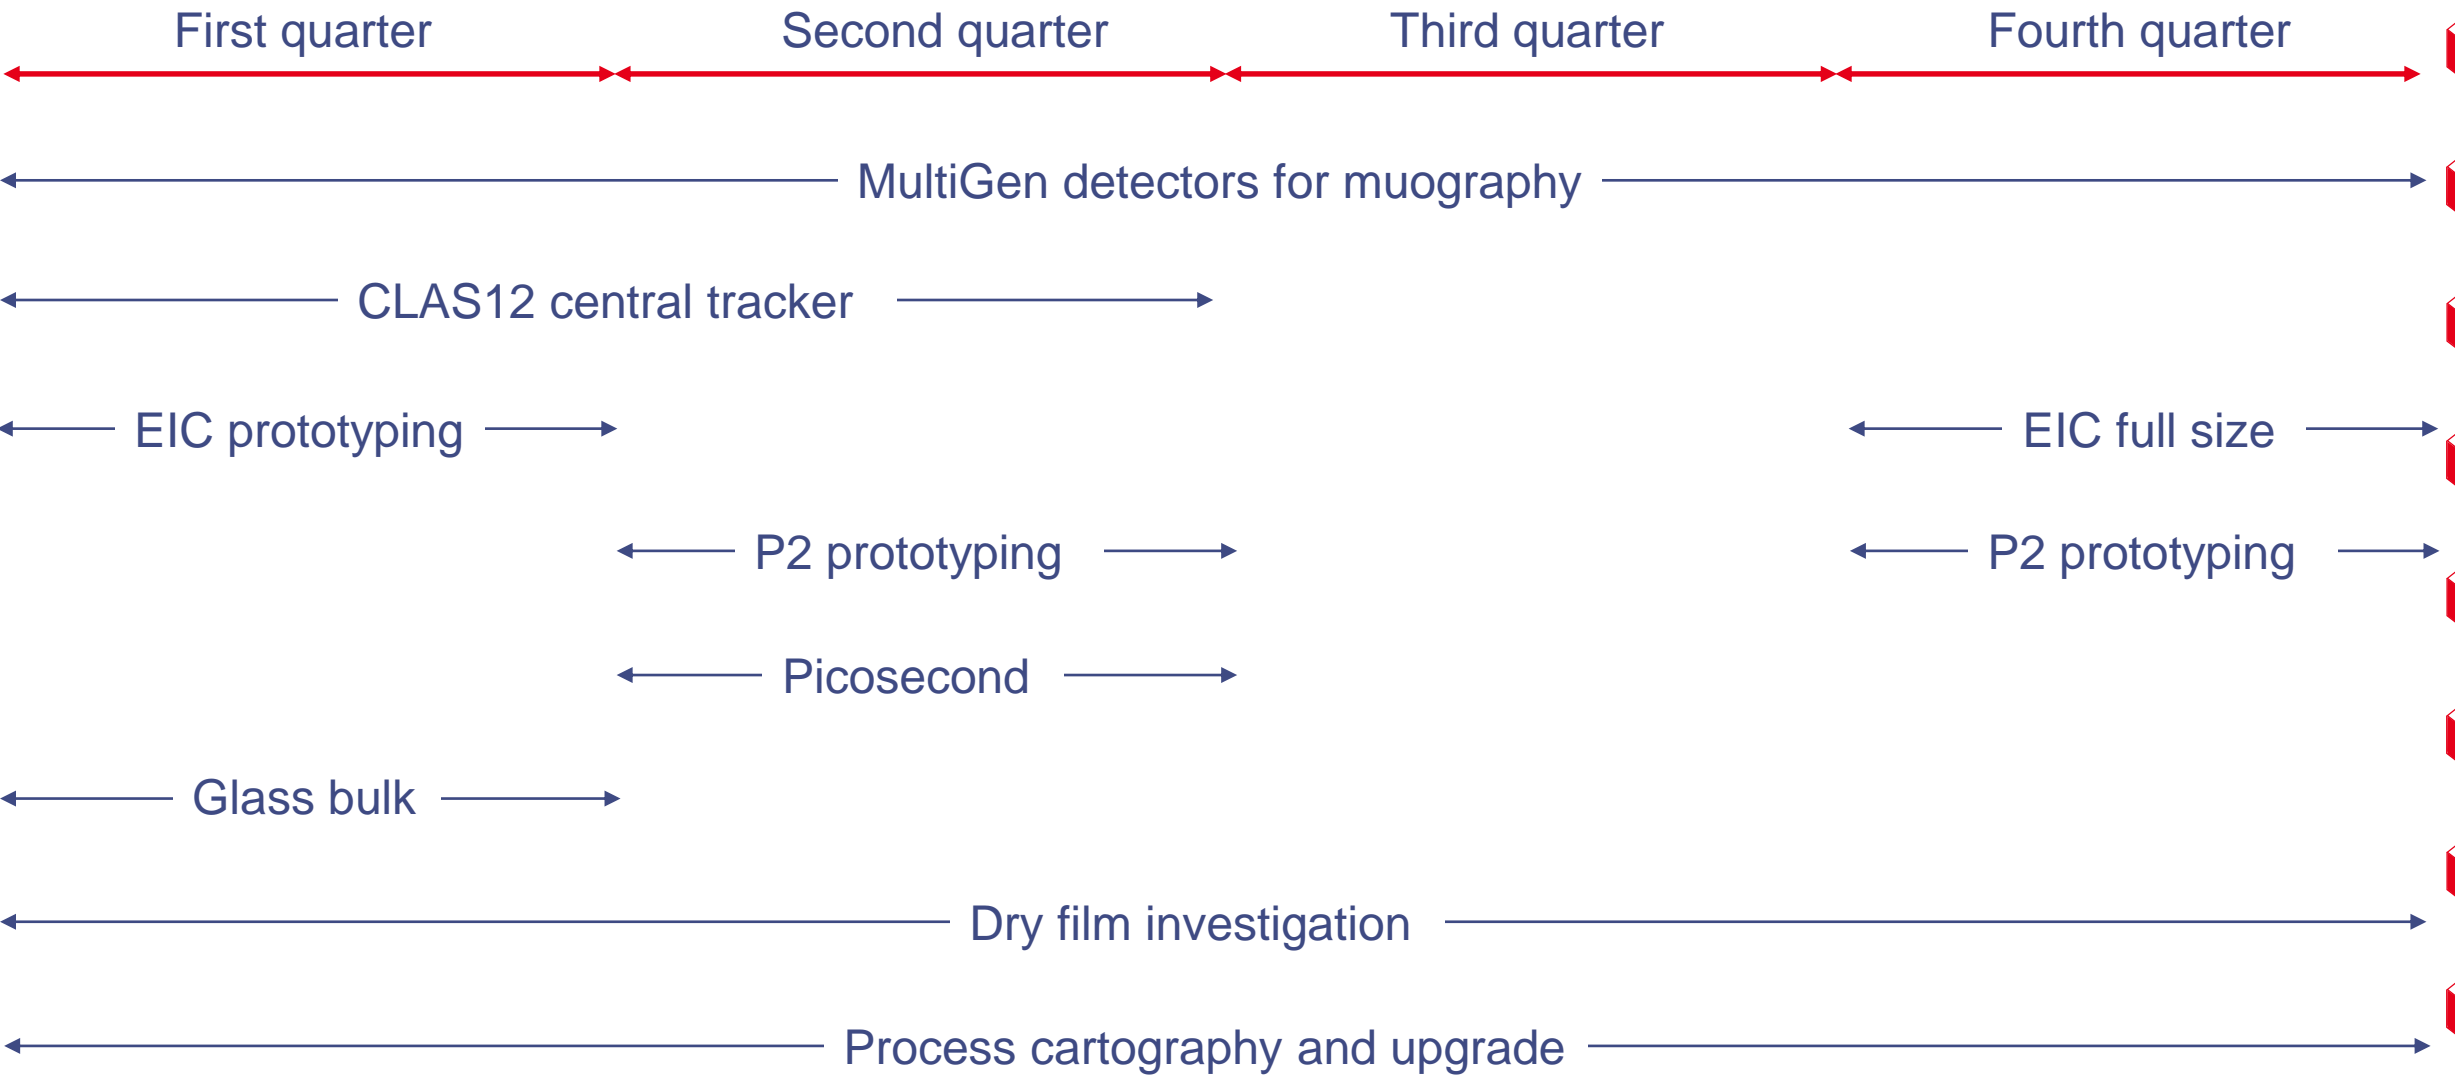 First quarter
Second quarter
Third quarter
Fourth quarter
MultiGen detectors for muography
CLAS12 central tracker
EIC prototyping
EIC full size
P2 prototyping
P2 prototyping
Picosecond
Glass bulk
Dry film investigation
Process cartography and upgrade